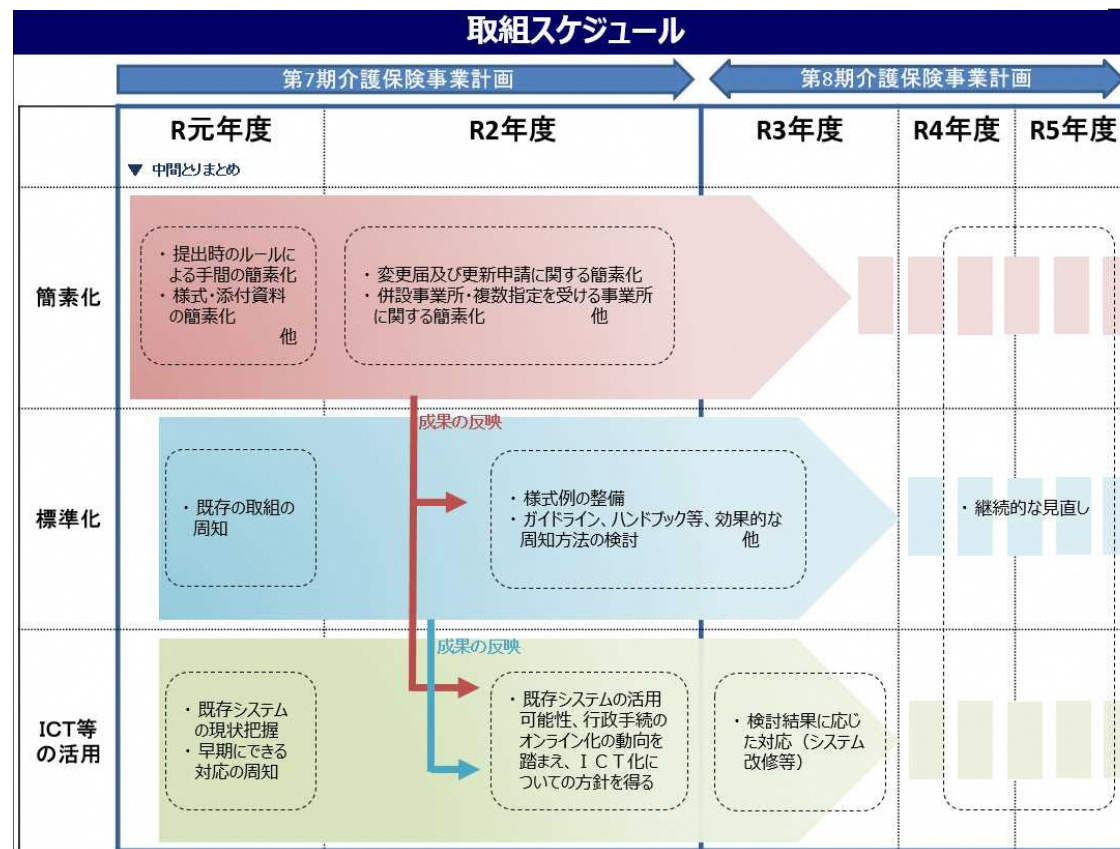 取組スケジュール
第7期介護保険事業計画
第8期介護保険事業計画
R元年度
R2年度
R3年度
R4年度
R5年度
▼ 中間とりまとめ
簡素化
・提出時のルールに
よる手間の簡素化
・様式・添付資料
の簡素化
他
・変更届及び更新申請に関する簡素化
・併設事業所・複数指定を受ける事業所
に関する簡素化 他
成果の反映
標準化
・既存の取組の
周知
・様式例の整備
・ガイドライン、ハンドブック等、効果的な
周知方法の検討 他
・継続的な見直し
成果の反映
ICT等
の活用
・既存システム
の現状把握
・早期にできる
対応の周知
・既存システムの活用
可能性、行政手続の
オンライン化の動向を
踏まえ、ＩＣＴ化に
ついての方針を得る
・検討結果に応じ
た対応（システム
改修等）